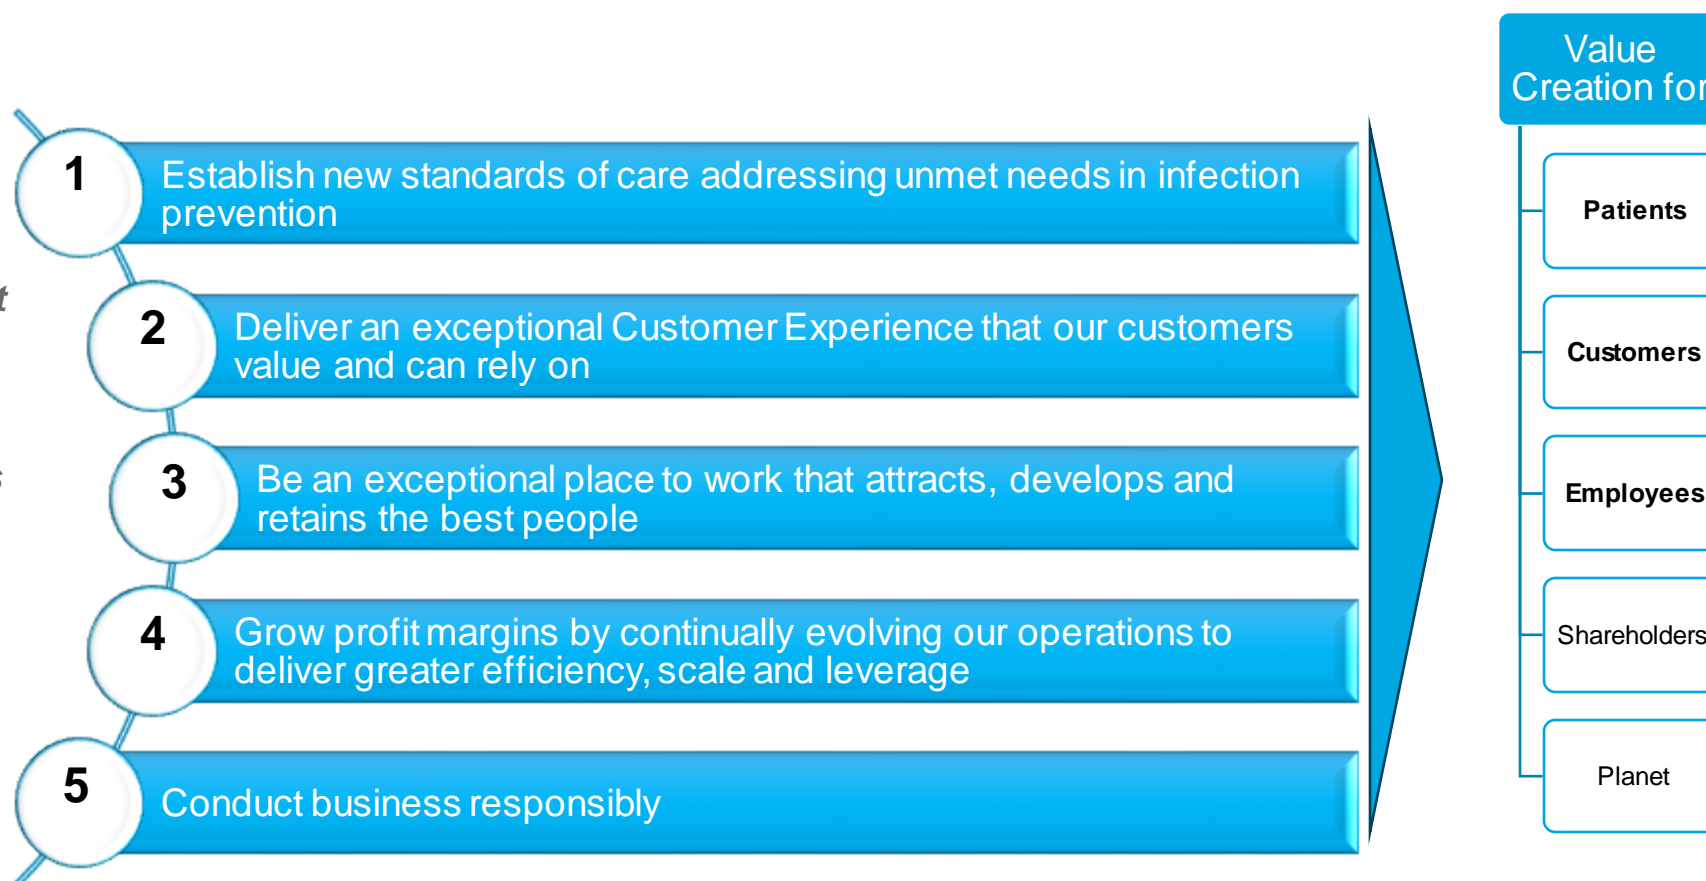 1
Establish new standards of care addressing unmet needs in infection
prevention
2
Deliver an exceptional Customer Experience that our customers
value and can rely on
3
Be an exceptional place to work that attracts, develops and
retains the best people
4
Grow profit margins by continually evolving our operations to
deliver greater efficiency, scale and leverage
5
Conduct business responsibly
Value
Creation for
Patients
Customers
Employees
Shareholders
Planet